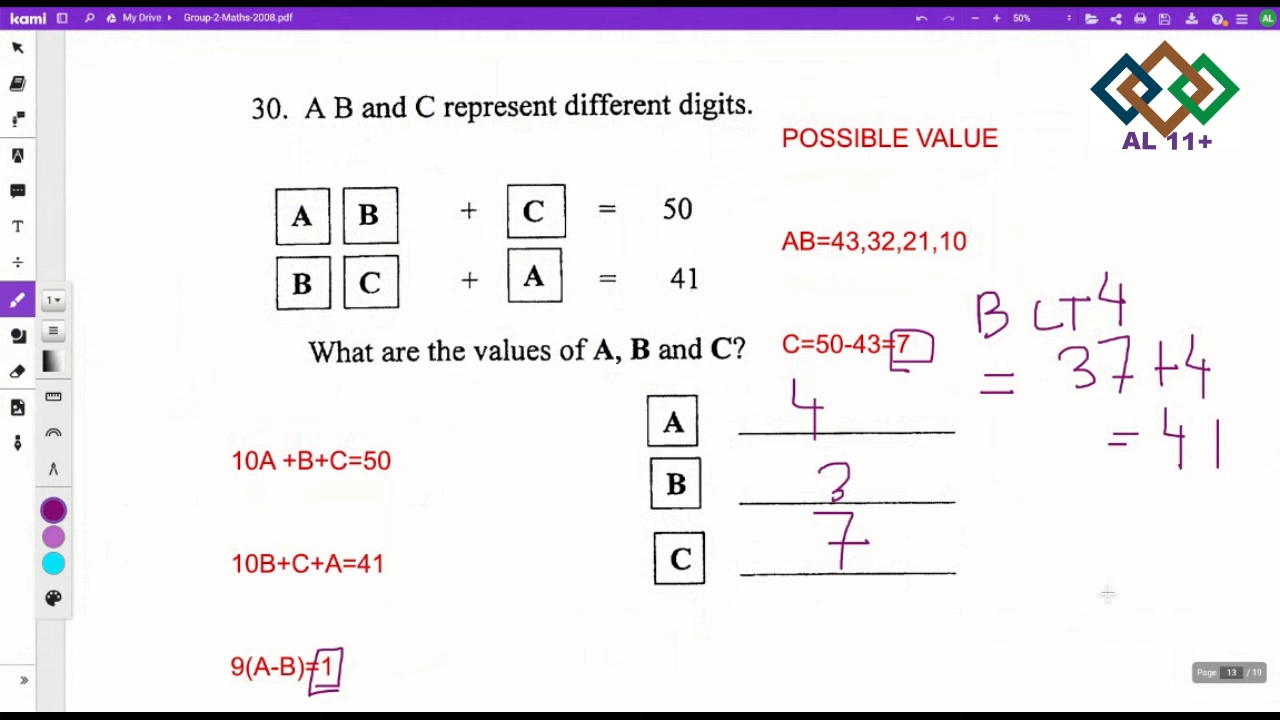 kami My Drive Group-2-Maths-2008.pdf 50% AL
AL 11+
30. A B and C represent different digits.
POSSIBLE VALUE
A B + C = 50
AB=43,32,21,10
B C + A = 41
B C+4
What are the values of A, B and C?
C=50-43=7
= 37+4
= 41
A 4
10A +B+C=50
B 3
C 7
10B+C+A=41
9(A-B)=1
1
T
Page 13 / 19